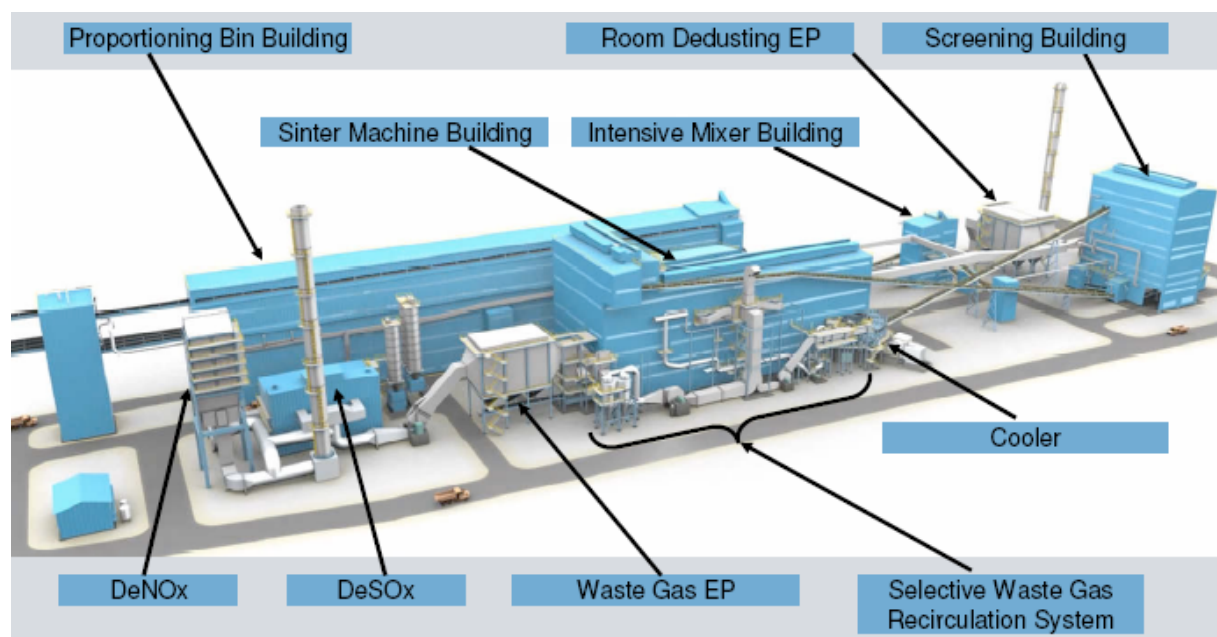 Proportioning Bin Building
Room Dedusting EP
Screening Building
Sinter Machine Building
Intensive Mixer Building
Cooler
DeNOx
DeSOx
Waste Gas EP
Selective Waste Gas
Recirculation System